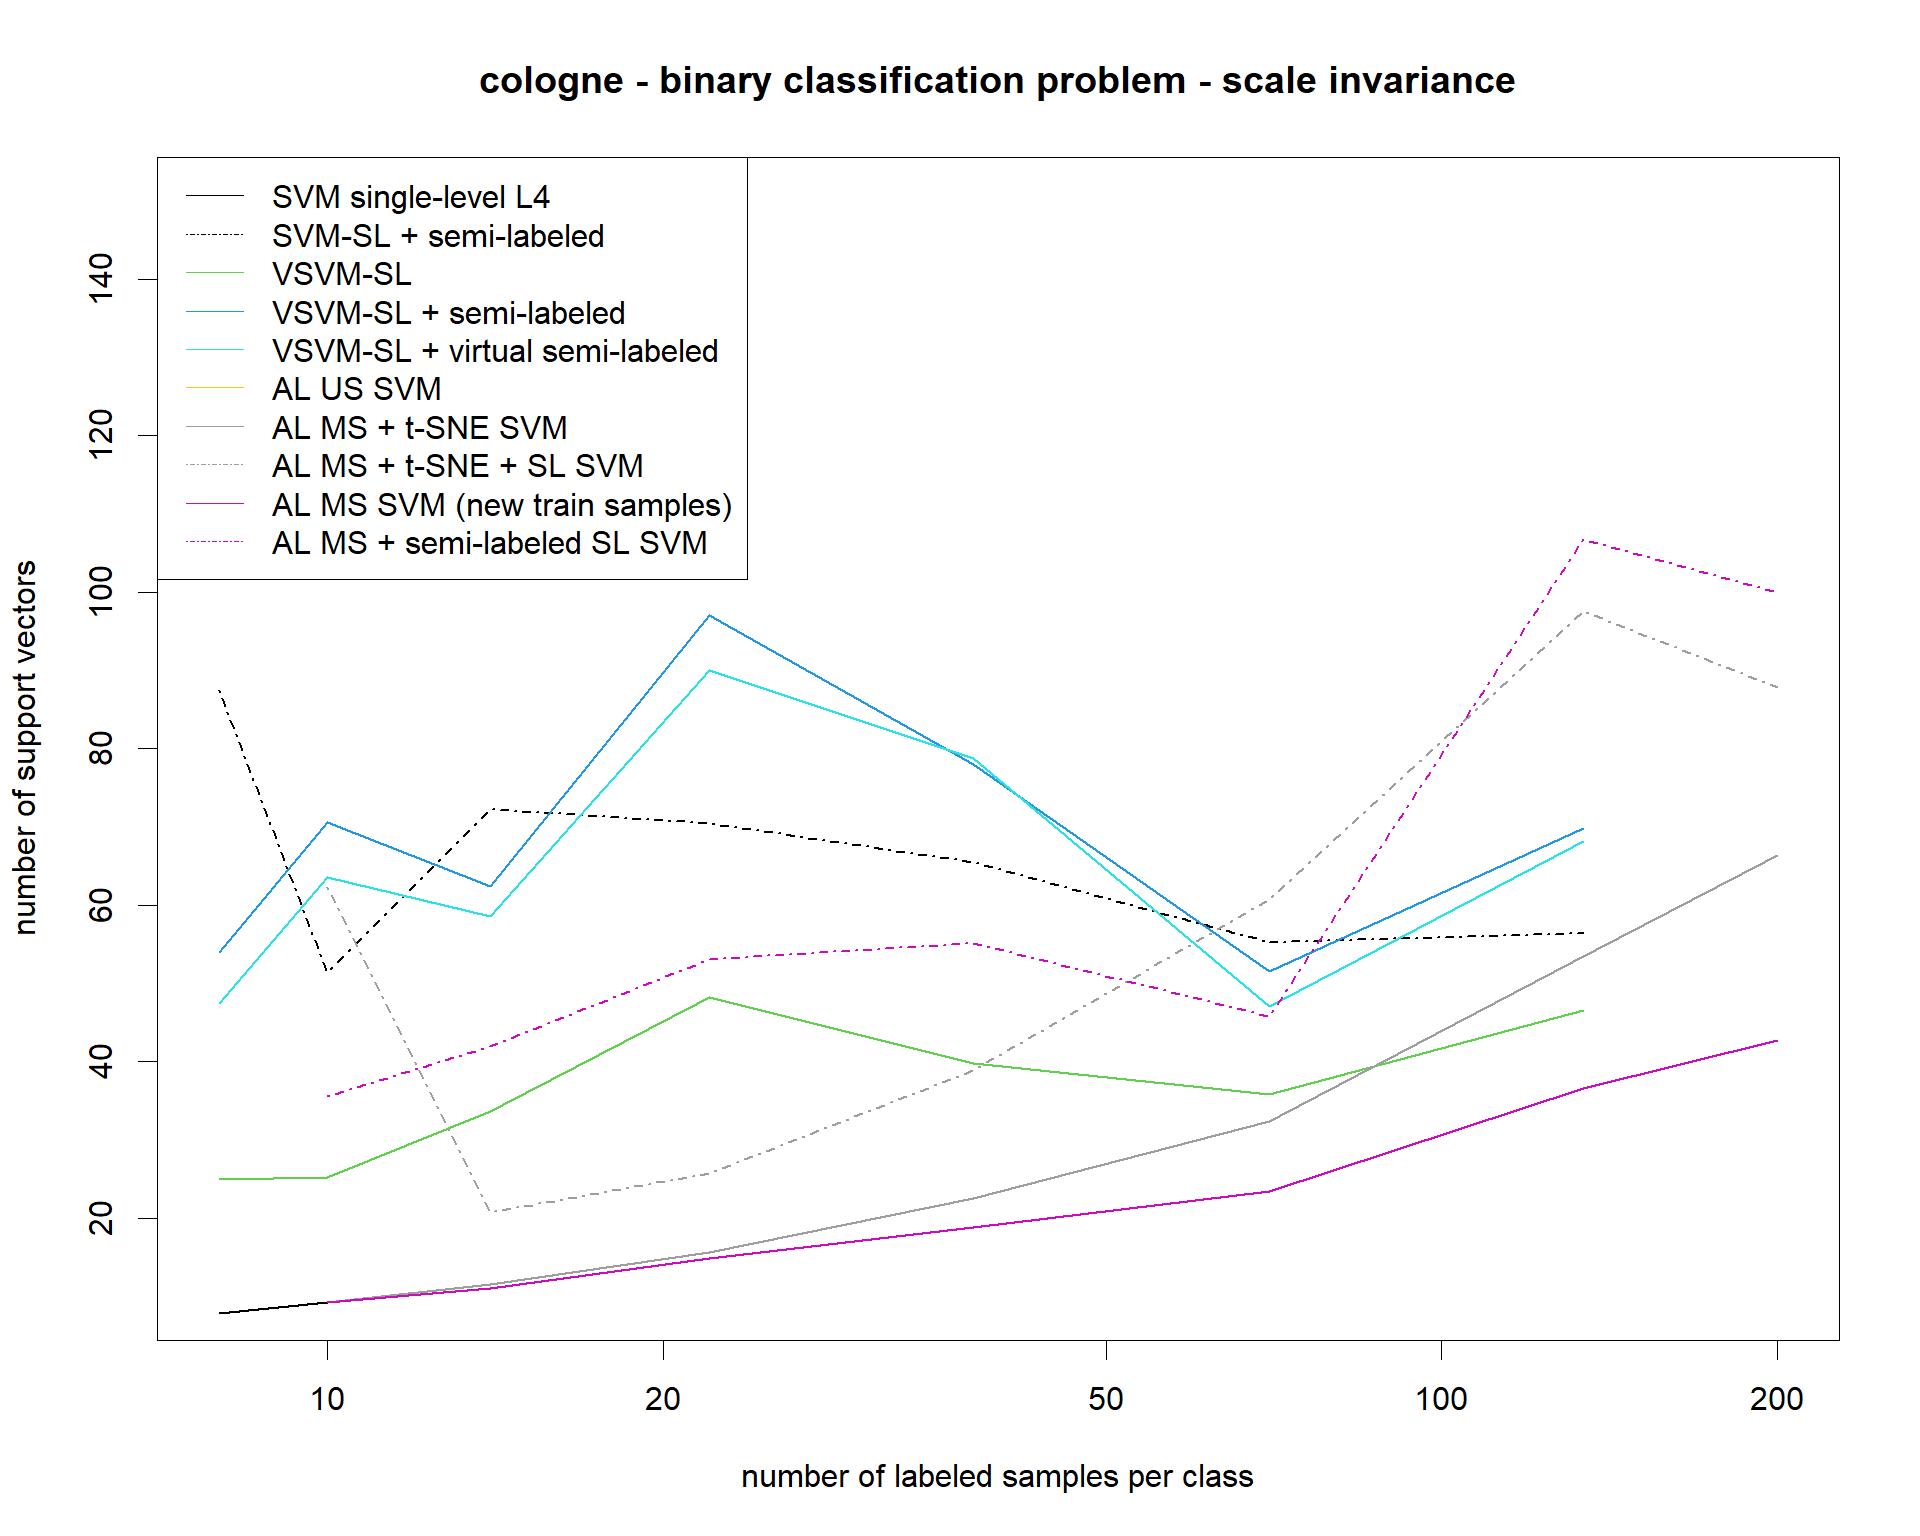 cologne - binary classification problem - scale invariance
SVM single-level L4
SVM-SL + semi-labeled
VSVM-SL
VSVM-SL + semi-labeled
VSVM-SL + virtual semi-labeled
AL US SVM
AL MS + t-SNE SVM
AL MS + t-SNE + SL SVM
AL MS SVM (new train samples)
AL MS + semi-labeled SL SVM
number of support vectors
140
120
100
80
60
40
20
10 20 50 100 200
number of labeled samples per class